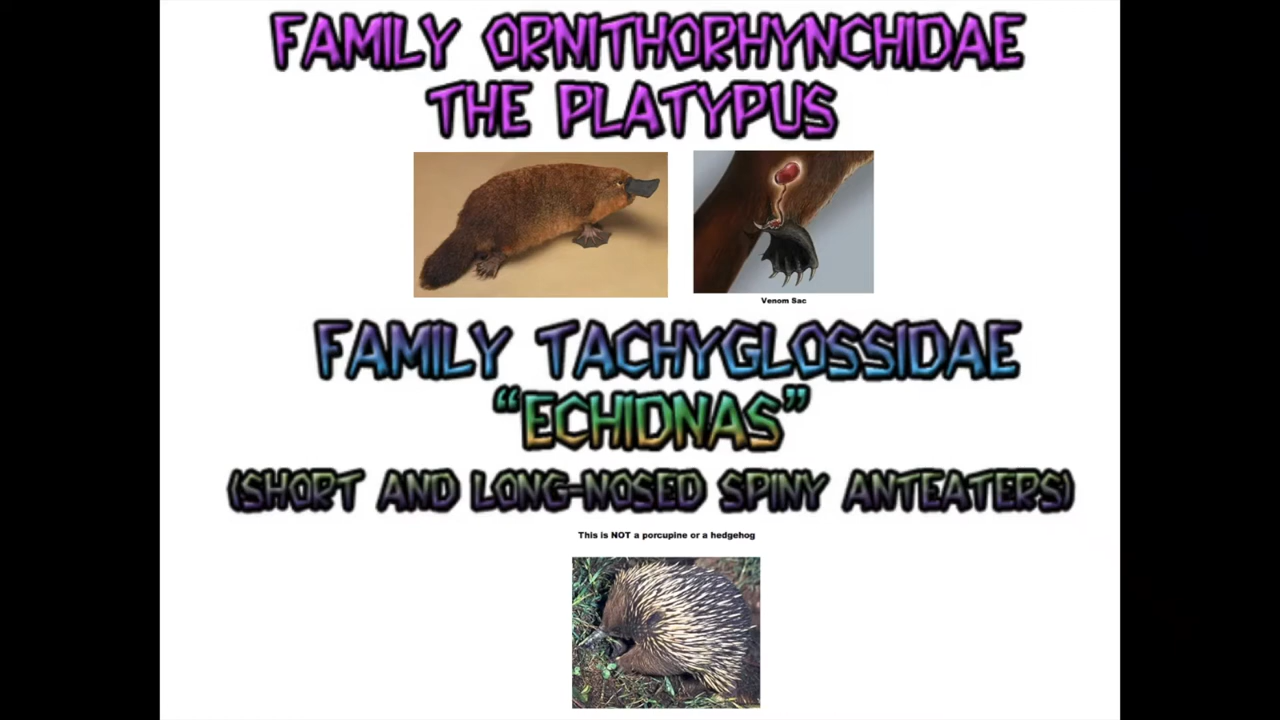 FAMILY ORNITHORHYNCHIDAE
THE PLATYPUS
Venom Sac
FAMILY TACHYGLOSSIDAE
“ECHIDNAS”
(SHORT AND LONG-NOSED SPINY ANTEATERS)
This is NOT a porcupine or a hedgehog